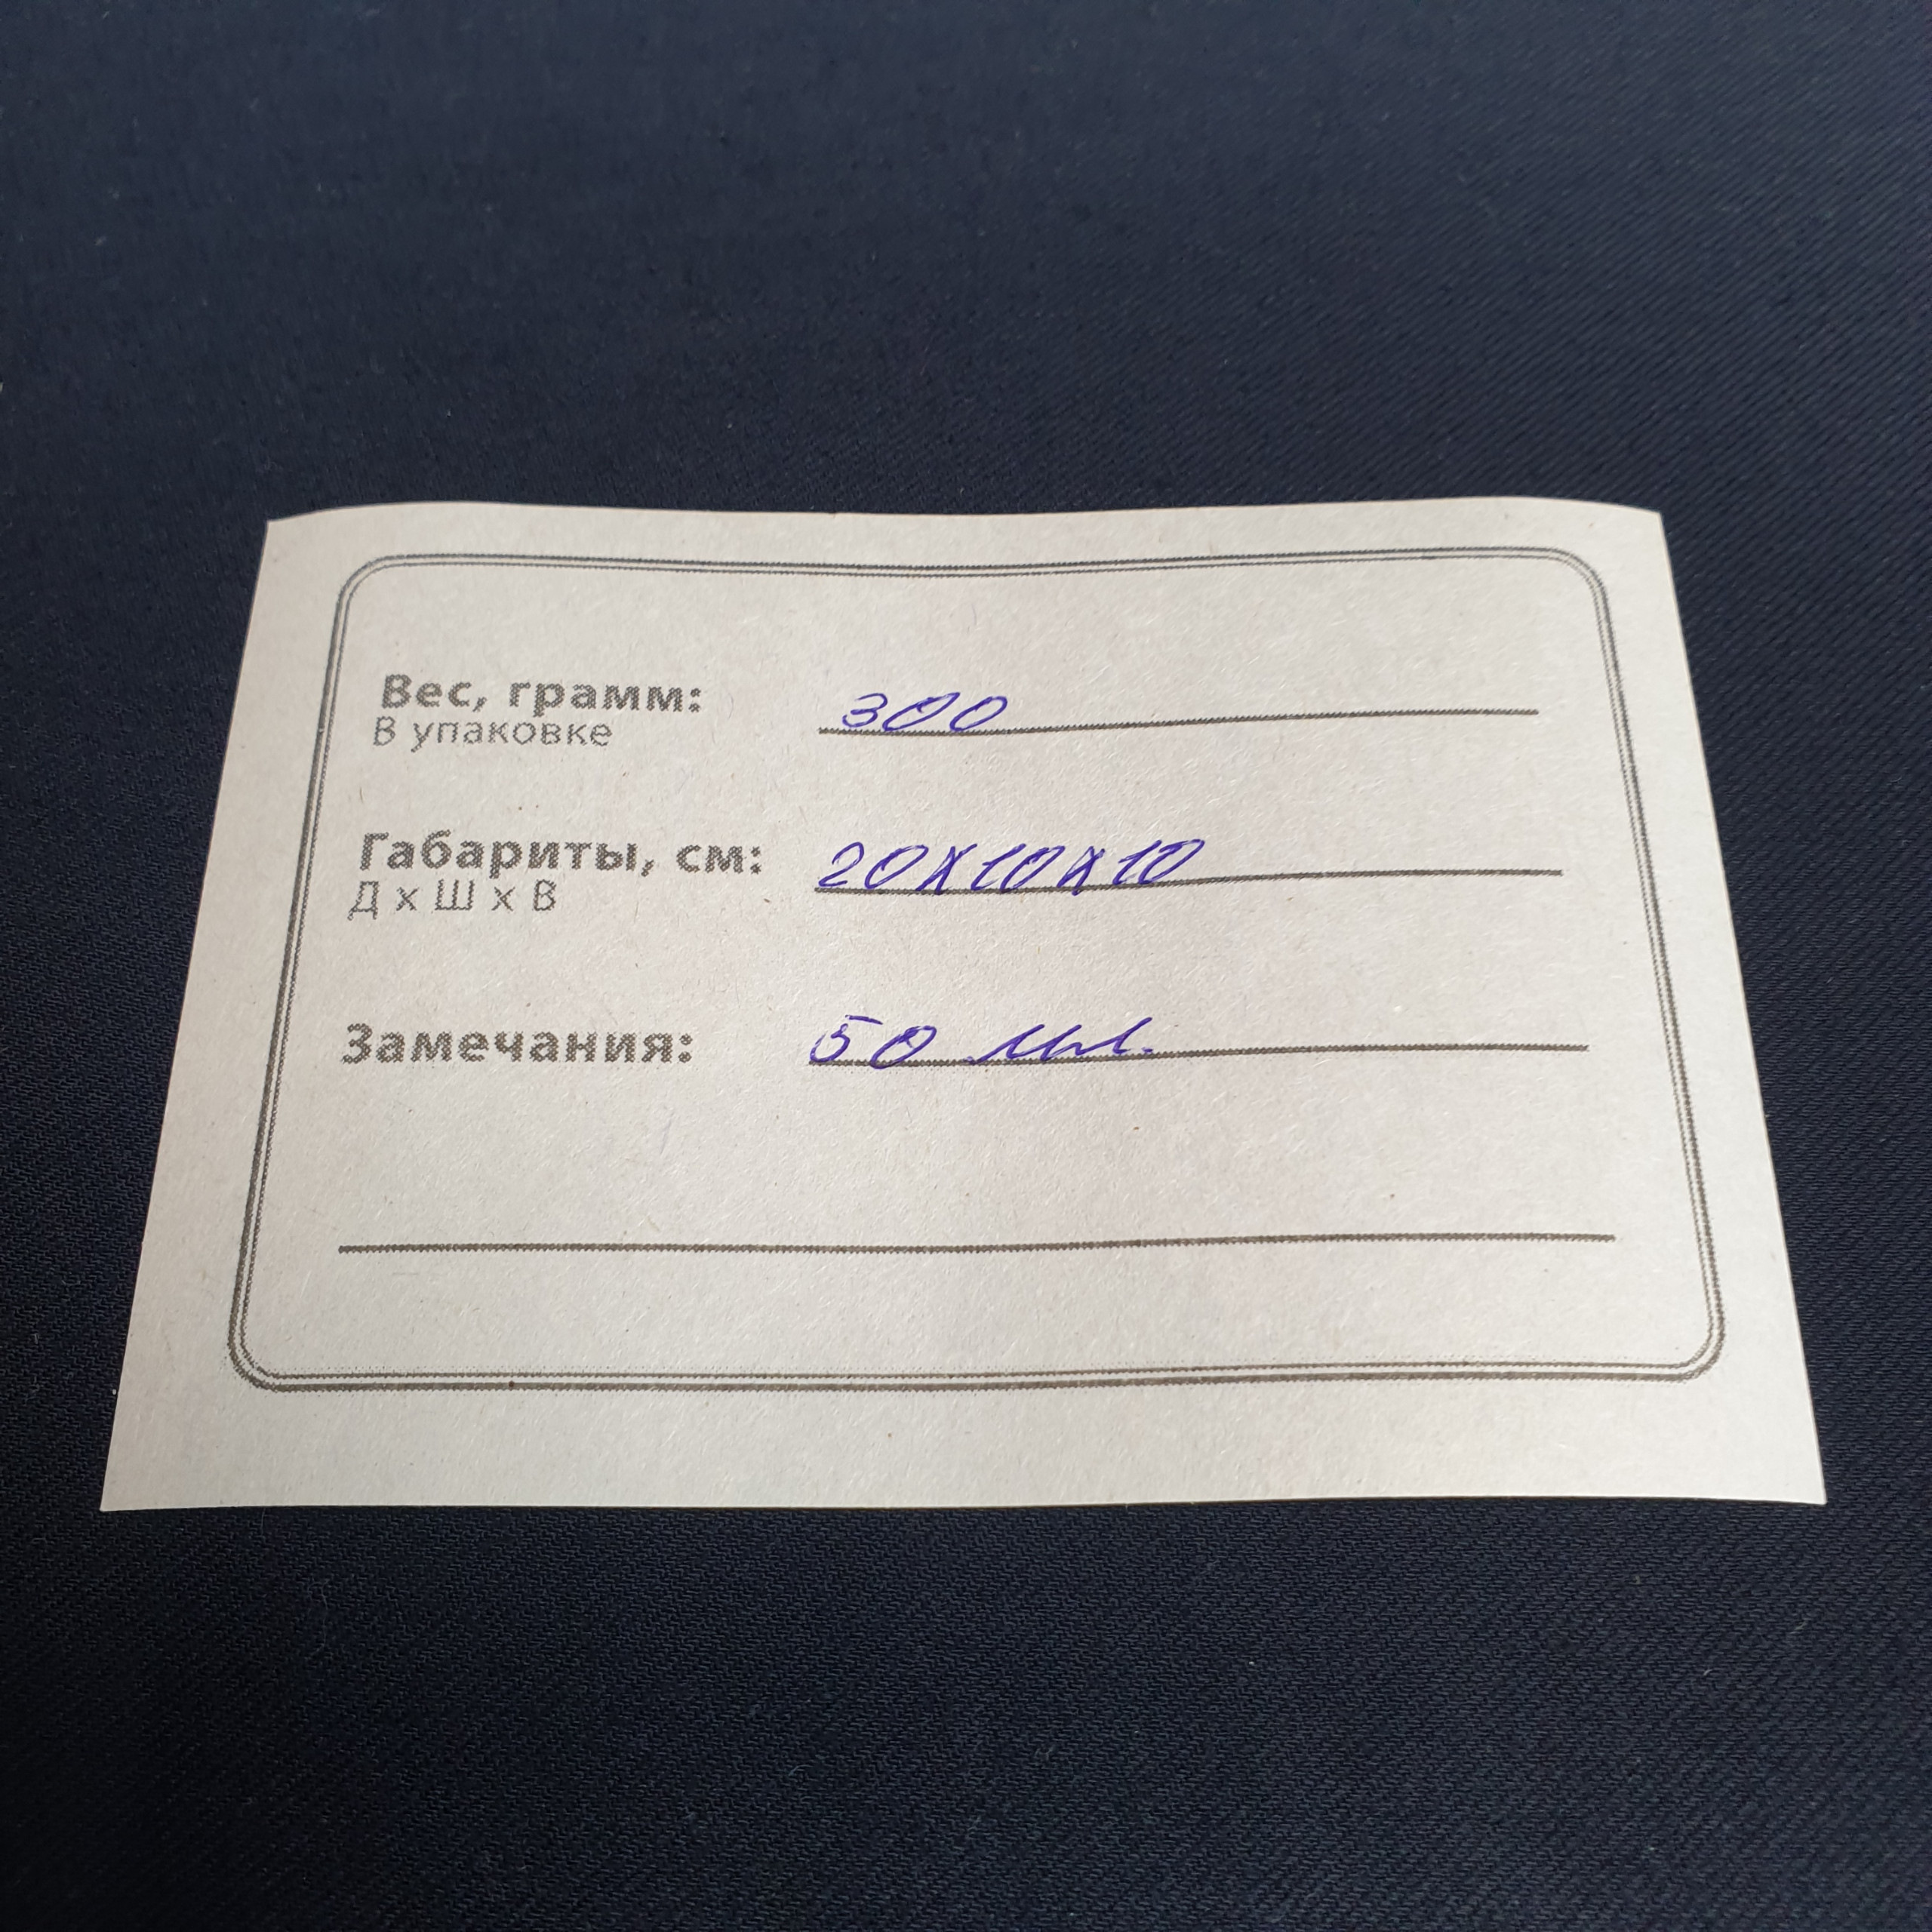 Вес, грамм: 300
В упаковке
Габариты, см: 20х10х10
Д х Ш х В
Замечания: 50 мл.